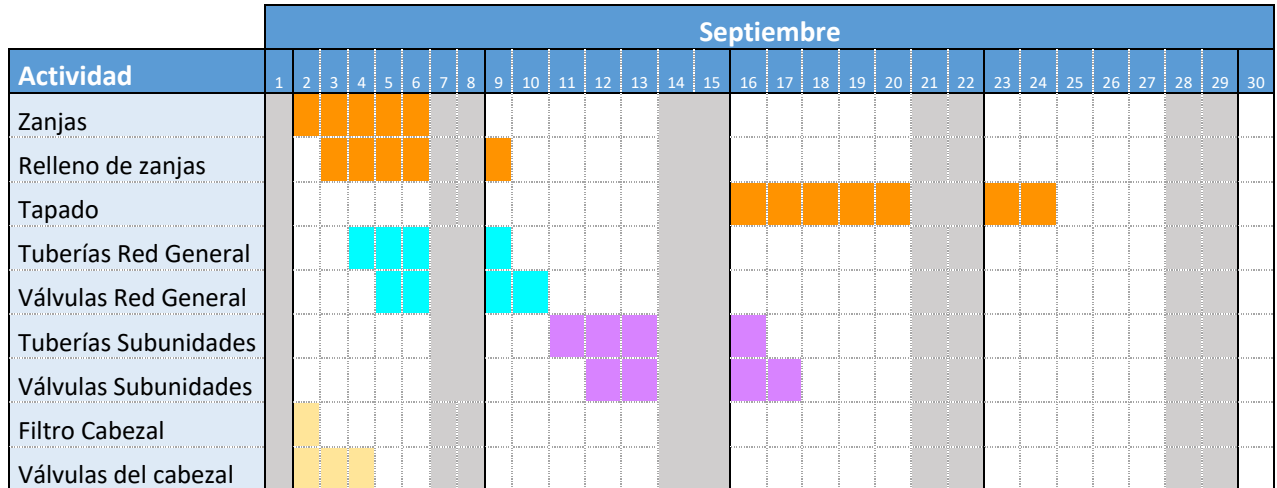 Septiembre
Actividad 1 2 3 4 5 6 7 8 9 10 11 12 13 14 15 16 17 18 19 20 21 22 23 24 25 26 27 28 29 30
Zanjas
Relleno de zanjas
Tapado
Tuberías Red General
Válvulas Red General
Tuberías Subunidades
Válvulas Subunidades
Filtro Cabezal
Válvulas del cabezal